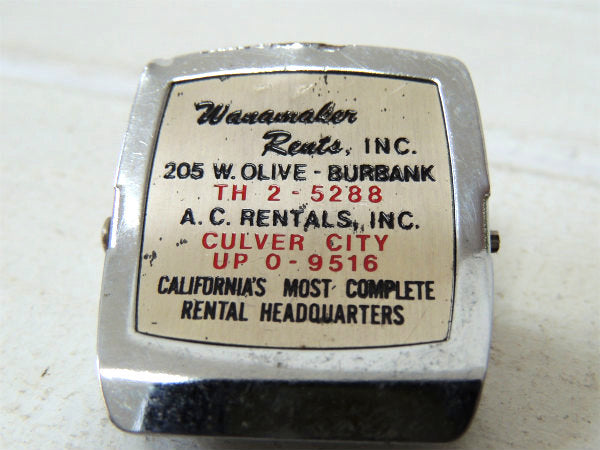 Wanamaker
Rents, INC.
205 W. OLIVE - BURBANK
TH 2 - 5288
A. C. RENTALS, INC.
CULVER CITY
UP 0 - 9516
CALIFORNIA'S MOST COMPLETE
RENTAL HEADQUARTERS